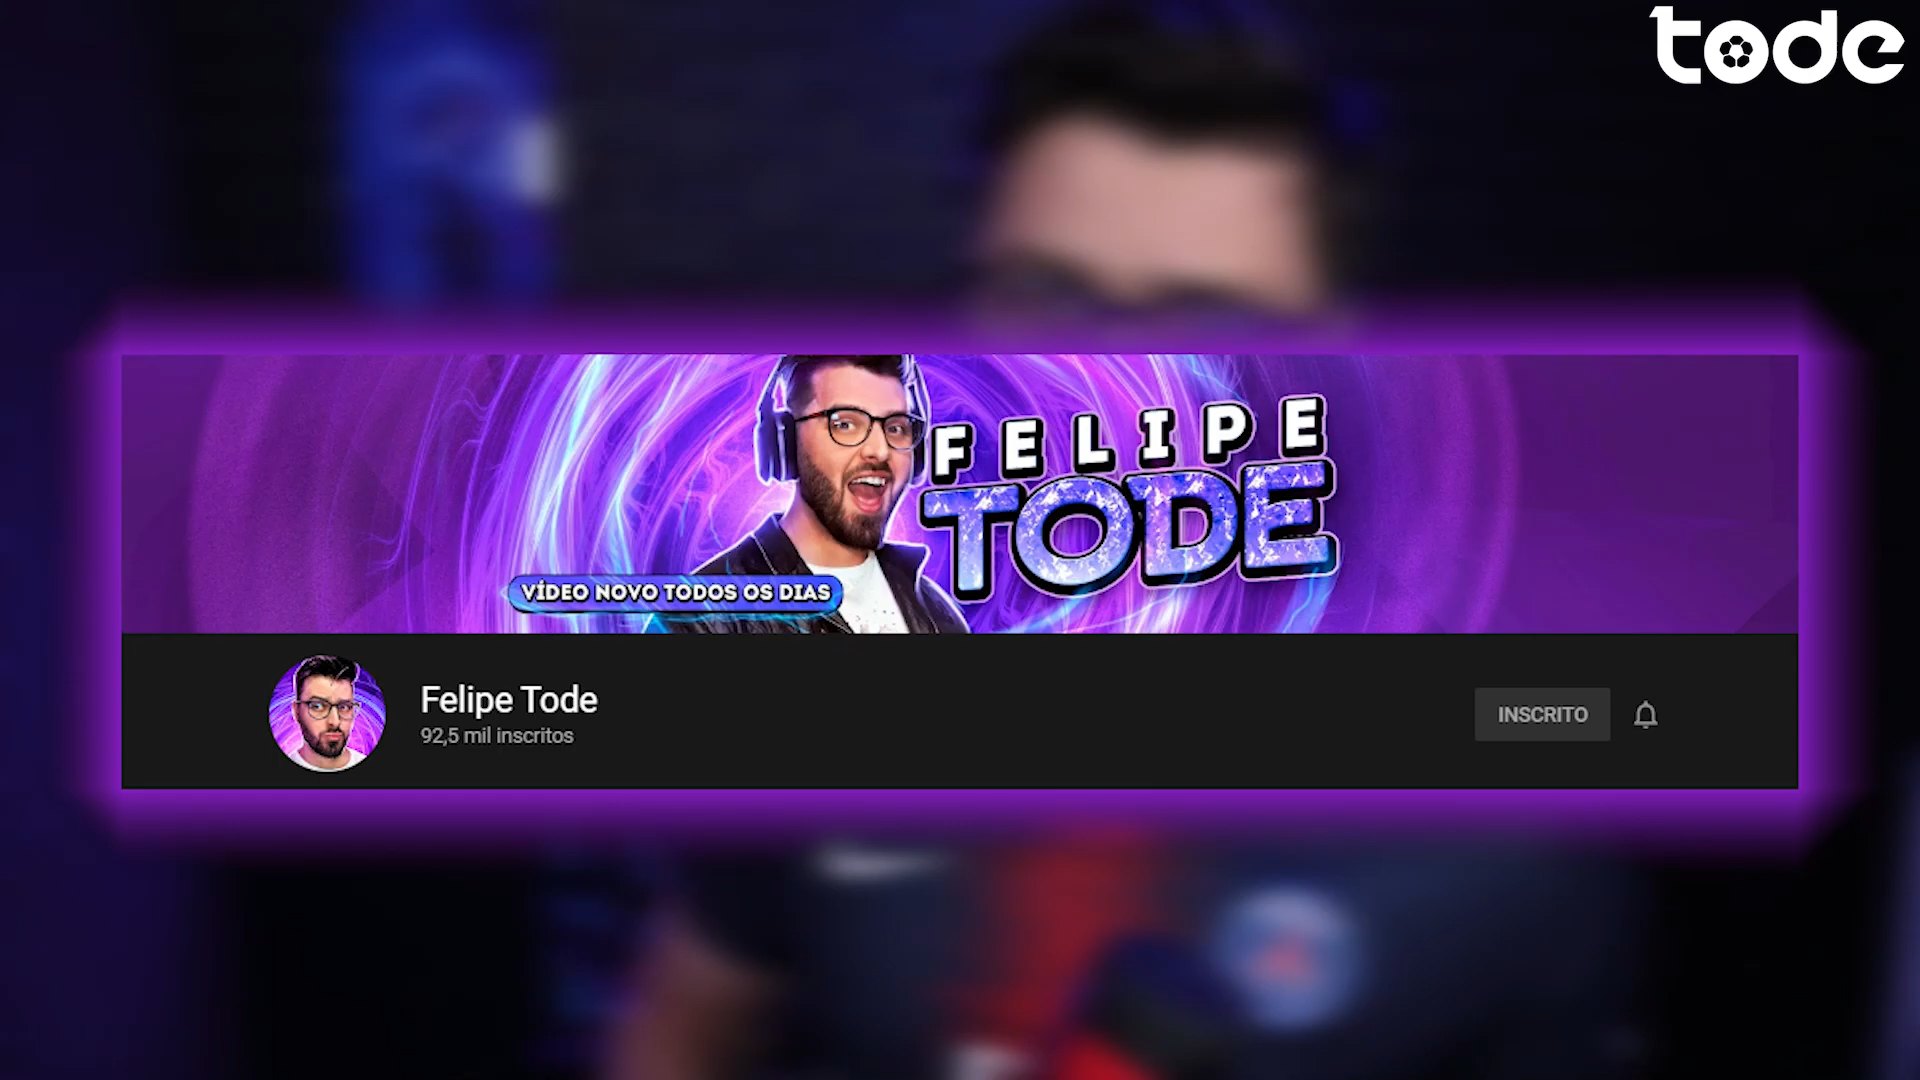 tode
FELIPE
TODE
VÍDEO NOVO TODOS OS DIAS
Felipe Tode
92,5 mil inscritos
INSCRITO